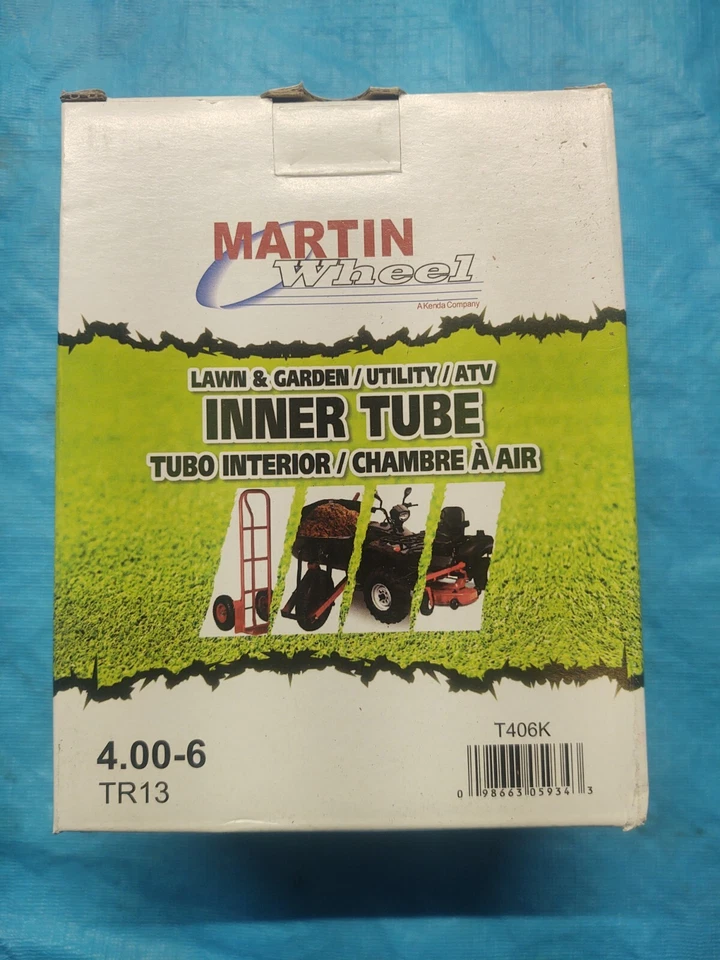 MARTIN
Wheel
A Kenda Company
LAWN & GARDEN / UTILITY / ATV
INNER TUBE
TUBO INTERIOR / CHAMBRE À AIR
4.00-6
TR13
T406K
0 98663 05934 3